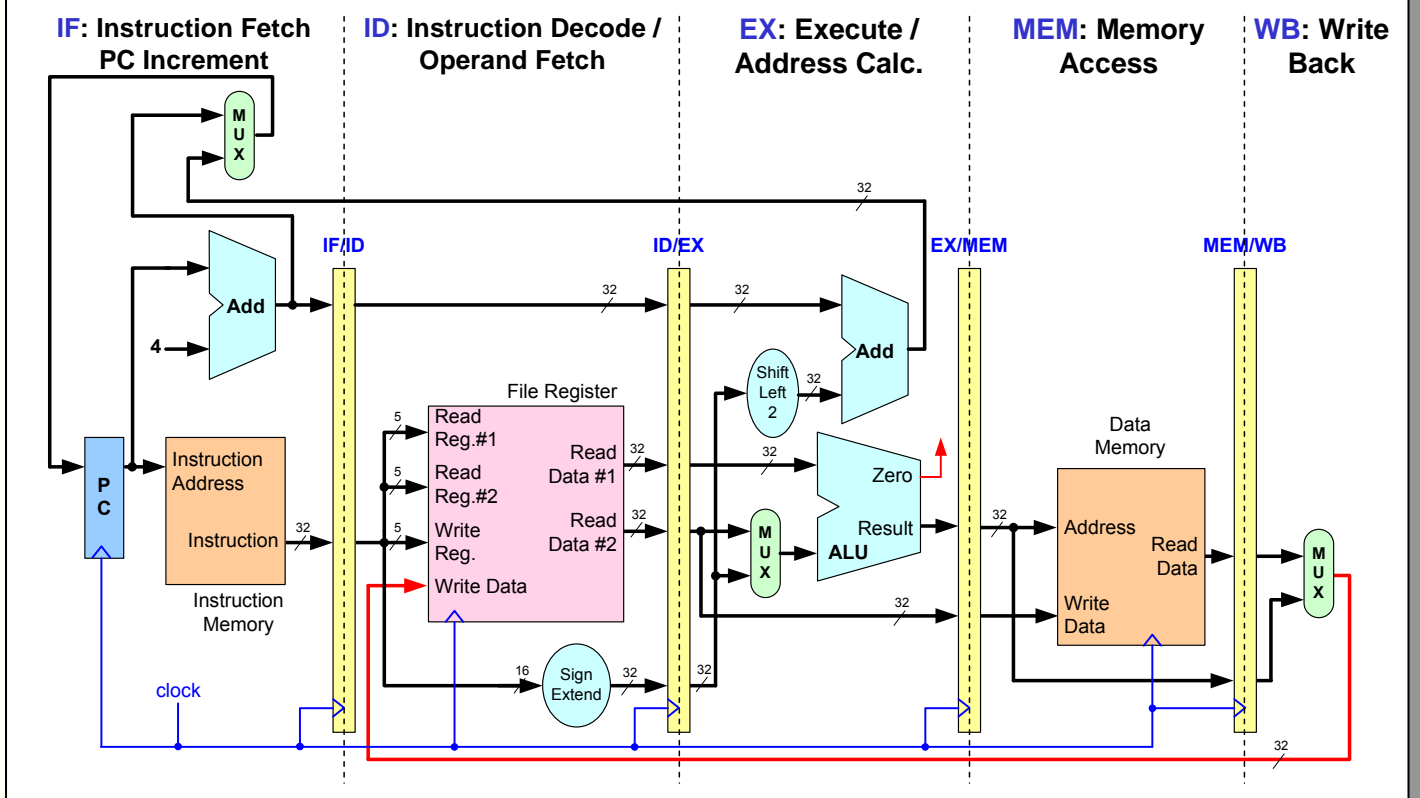 IF: Instruction Fetch
PC Increment
ID: Instruction Decode /
Operand Fetch
EX: Execute /
Address Calc.
MEM: Memory
Access
WB: Write
Back
M
U
X
32
IF/ID
ID/EX
EX/MEM
MEM/WB
Add
4
32
32
Add
Shift
Left
2
32
File Register
Read
Reg.#1
5
Read
Reg.#2
5
Write
Reg.
5
Write Data
Read
Data #1
32
Read
Data #2
32
P
C
Instruction
Address
Instruction
32
Instruction
Memory
32
Zero
Result
ALU
M
U
X
32
Data
Memory
32
Address
Read
Data
Write
Data
M
U
X
16
Sign
Extend
32
32
clock
32